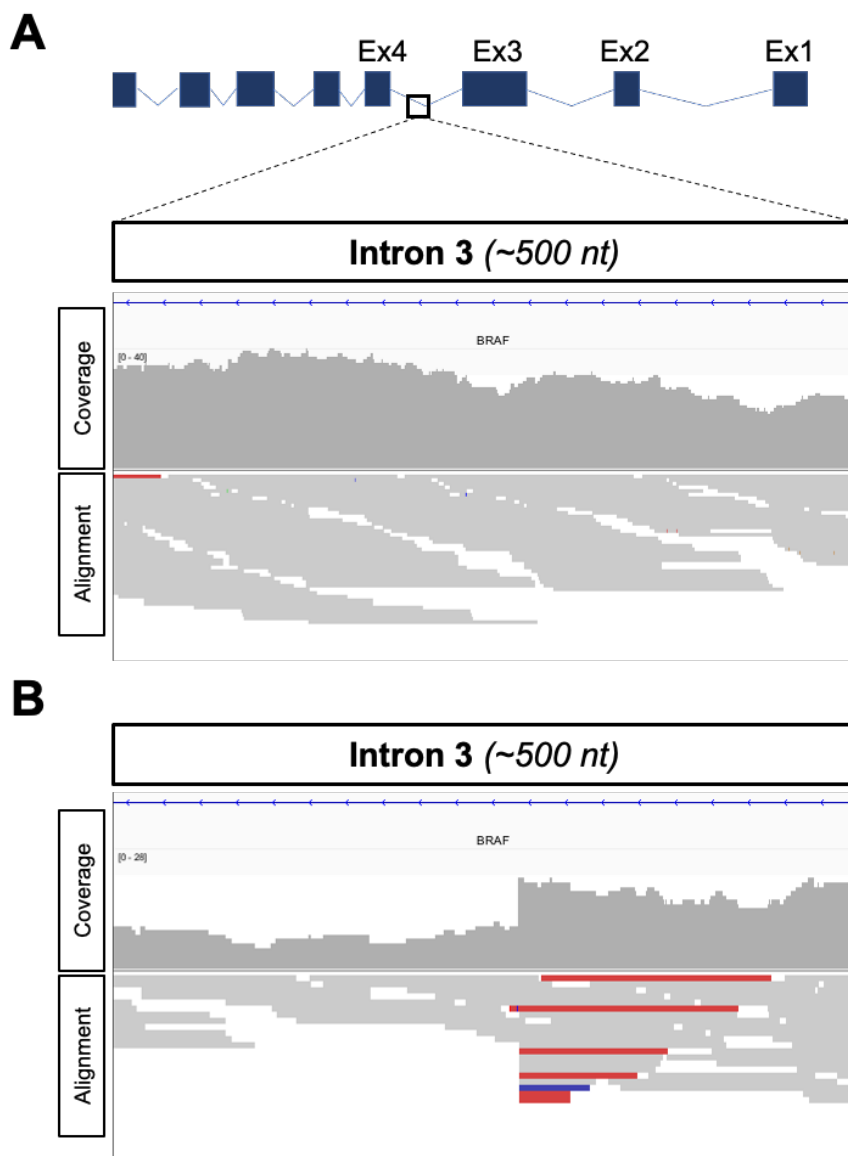 A
Ex4 Ex3 Ex2 Ex1
Intron 3 (~500 nt)
Coverage
BRAF
[0 - 40]
Alignment
B
Intron 3 (~500 nt)
Coverage
BRAF
[0 - 28]
Alignment